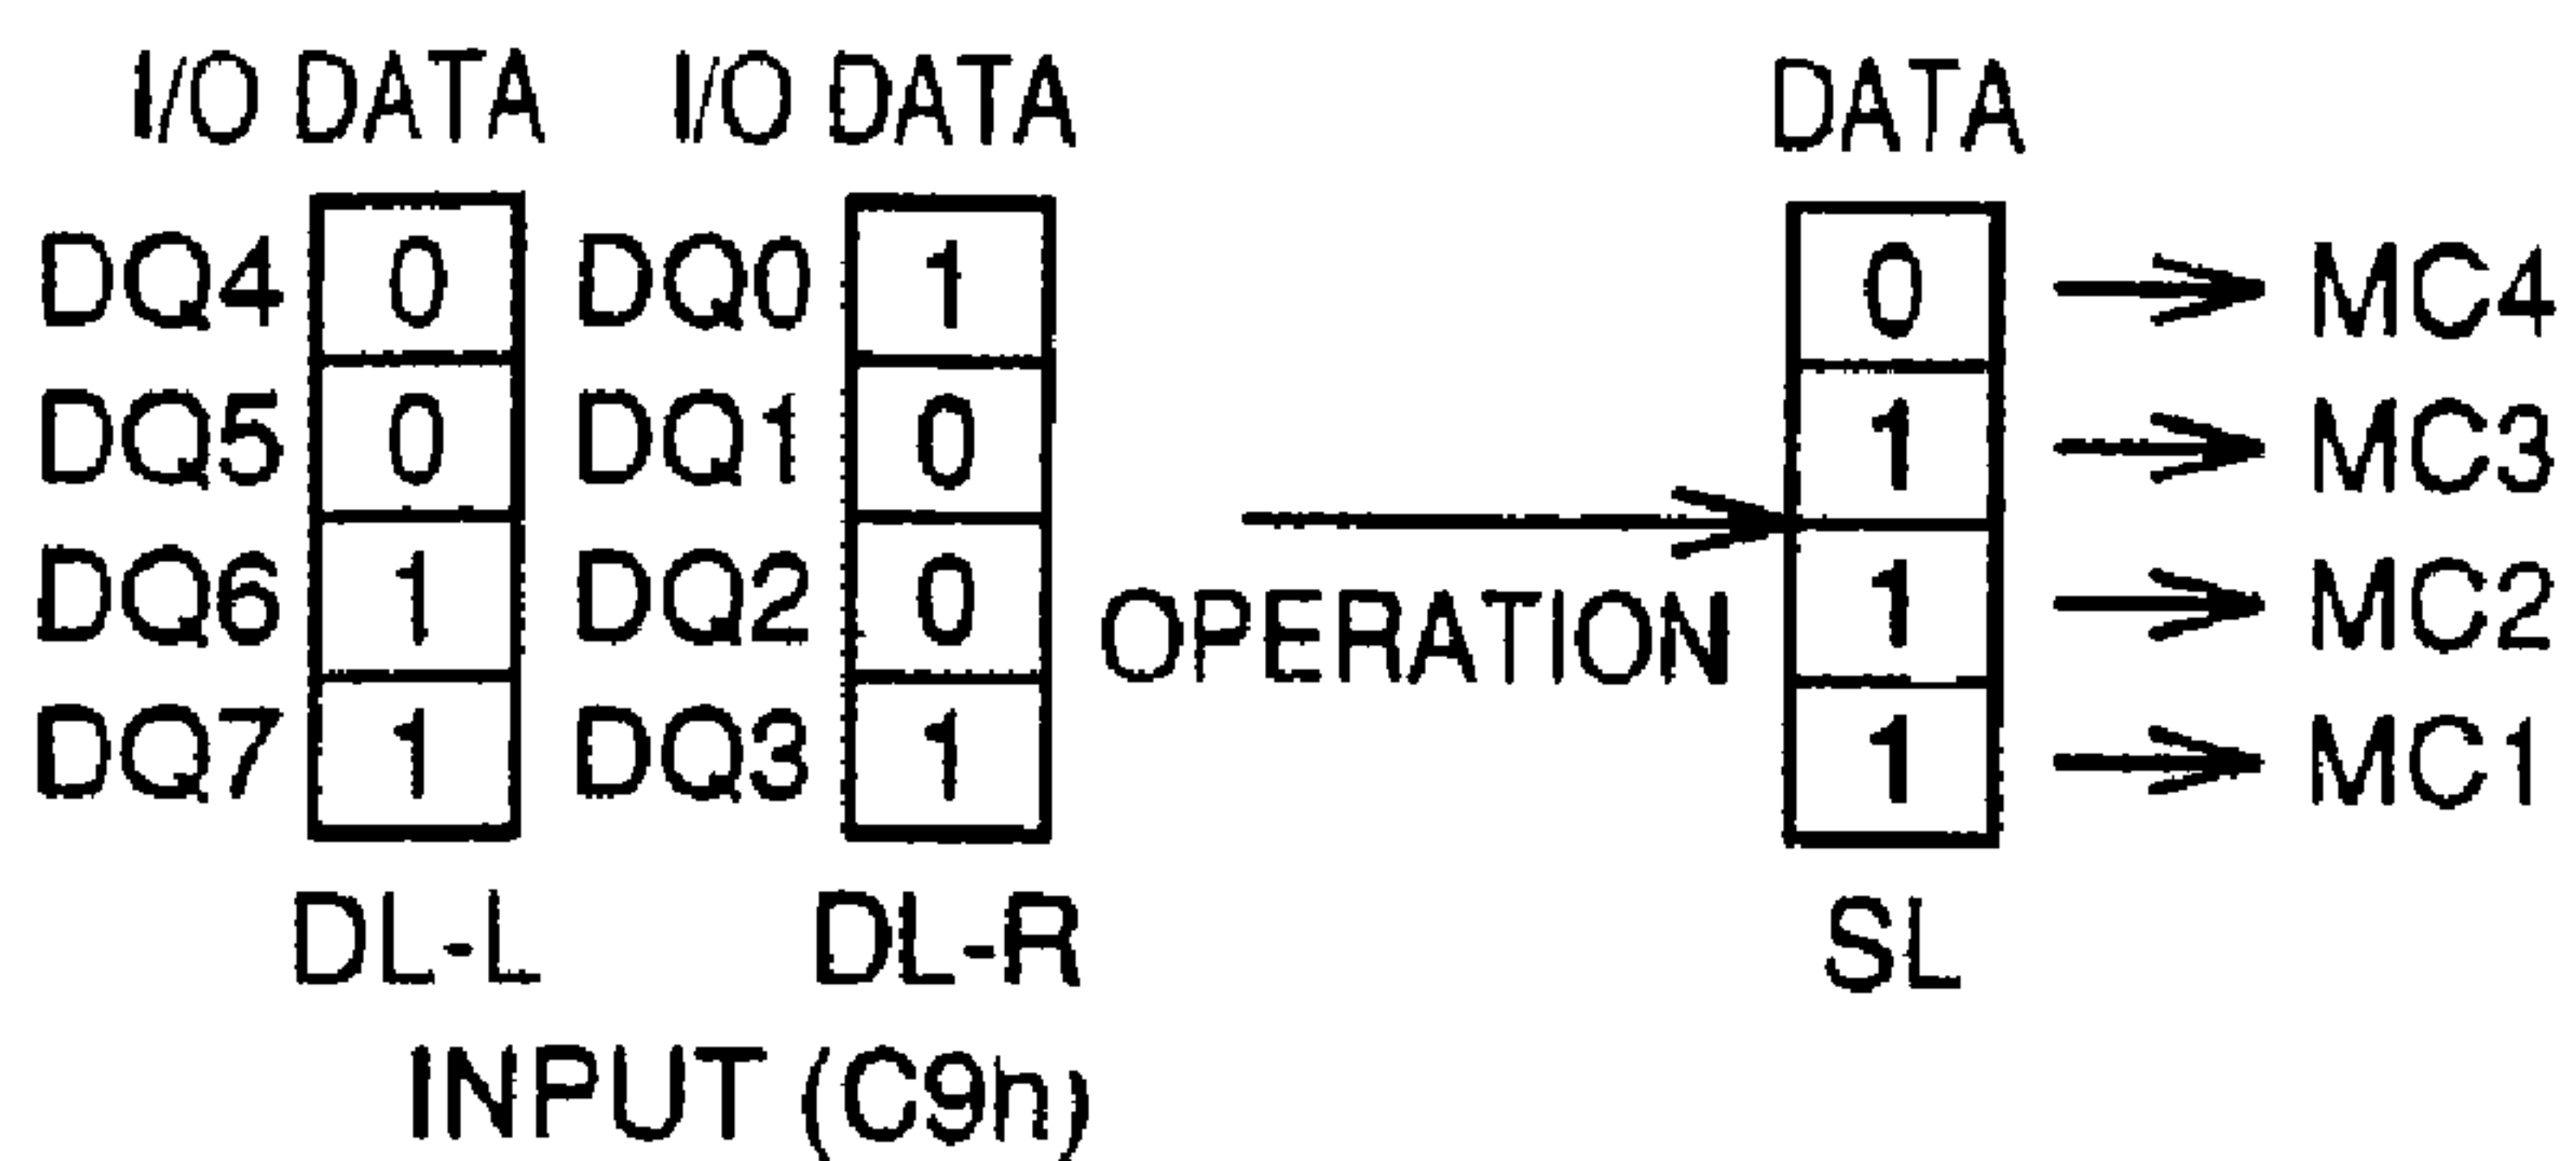 I/O DATA I/O DATA DATA
DQ4 0 DQ0 1 0 MC4
DQ5 0 DQ1 0 1 MC3
DQ6 1 DQ2 0 1 MC2
OPERATION
DQ7 1 DQ3 1 1 MC1
DL-L DL-R SL
INPUT (C9h)